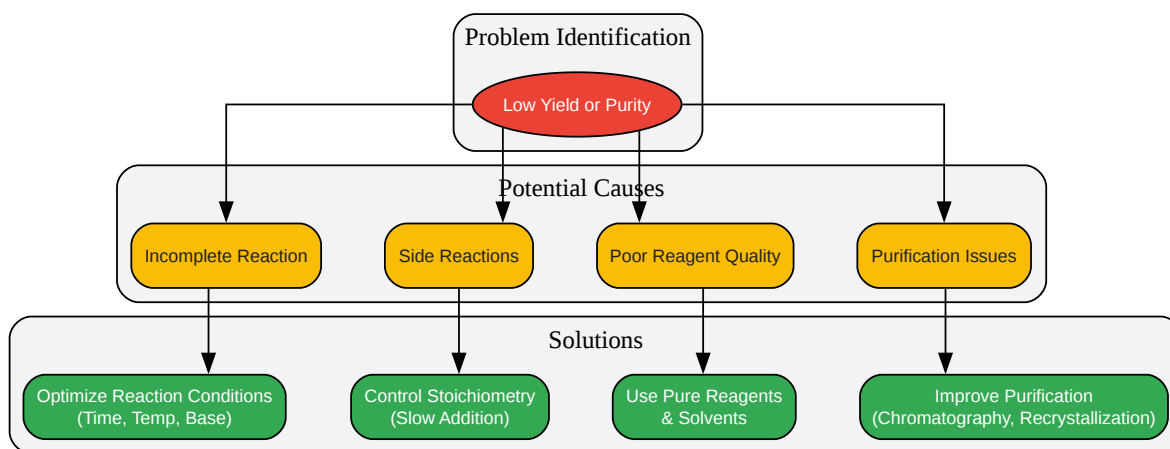 Problem Identification
Low Yield or Purity
Potential Causes
Incomplete Reaction
Side Reactions
Poor Reagent Quality
Purification Issues
Solutions
Optimize Reaction Conditions
(Time, Temp, Base)
Control Stoichiometry
(Slow Addition)
Use Pure Reagents
& Solvents
Improve Purification
(Chromatography, Recrystallization)